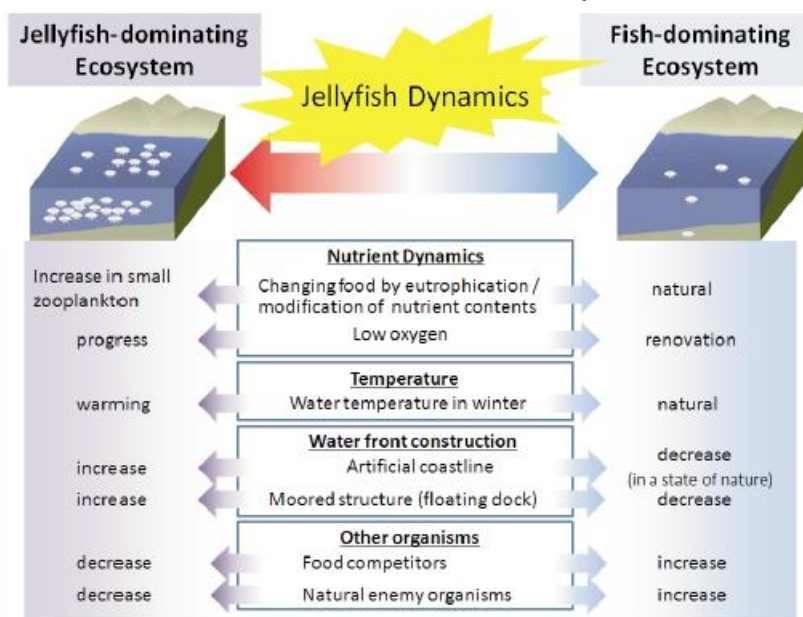 Jellyfish-dominating
Ecosystem
Jellyfish Dynamics
Fish-dominating
Ecosystem
Nutrient Dynamics
Increase in small
zooplankton
Changing food by eutrophication /
modification of nutrient contents
natural
progress
Low oxygen
renovation
Temperature
warming
Water temperature in winter
natural
Water front construction
increase
Artificial coastline
decrease
(in a state of nature)
increase
Moored structure (floating dock)
decrease
Other organisms
decrease
Food competitors
increase
decrease
Natural enemy organisms
increase